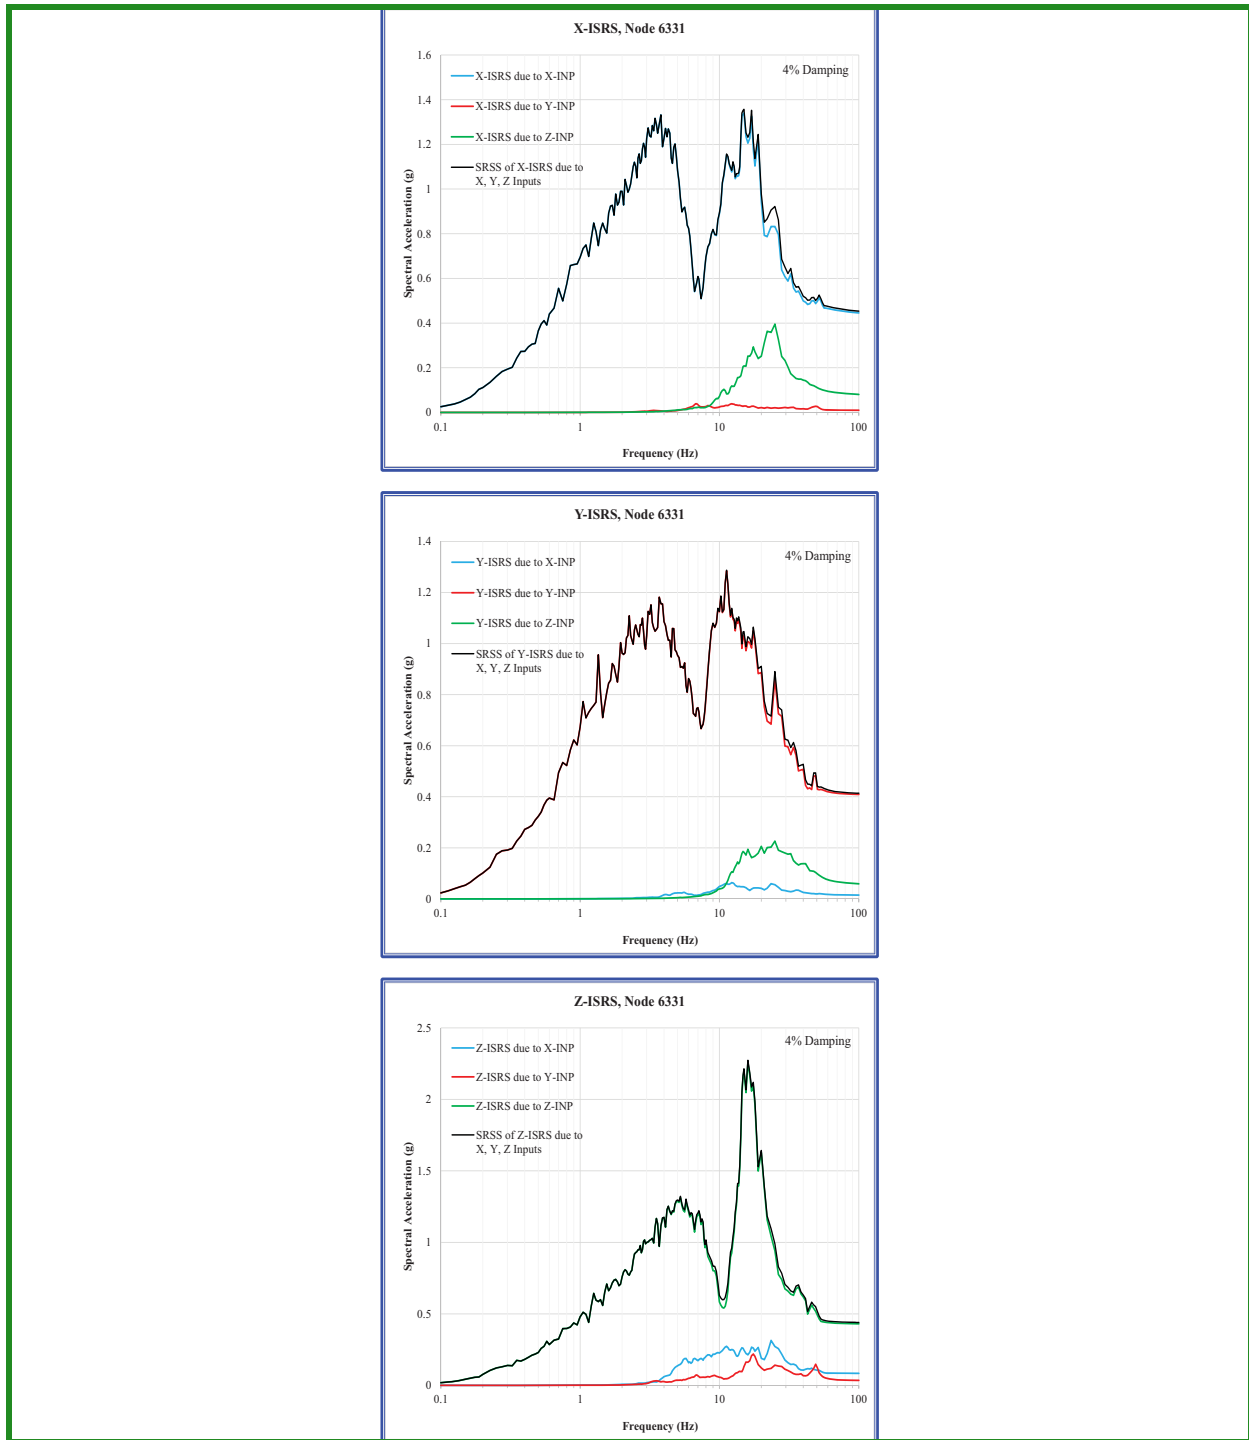 X-ISRS, Node 6331
1.6
1.4
1.2
1
0.8
0.6
0.4
0.2
0
Spectral Acceleration (g)
4% Damping
X-ISRS due to X-INP
X-ISRS due to Y-INP
X-ISRS due to Z-INP
SRSS of X-ISRS due to
X, Y, Z Inputs
0.1
1
10
100
Frequency (Hz)
Y-ISRS, Node 6331
1.4
1.2
1
0.8
0.6
0.4
0.2
0
Spectral Acceleration (g)
4% Damping
Y-ISRS due to X-INP
Y-ISRS due to Y-INP
Y-ISRS due to Z-INP
SRSS of Y-ISRS due to
X, Y, Z Inputs
0.1
1
10
100
Frequency (Hz)
Z-ISRS, Node 6331
2.5
2
1.5
1
0.5
0
Spectral Acceleration (g)
4% Damping
Z-ISRS due to X-INP
Z-ISRS due to Y-INP
Z-ISRS due to Z-INP
SRSS of Z-ISRS due to
X, Y, Z Inputs
0.1
1
10
100
Frequency (Hz)